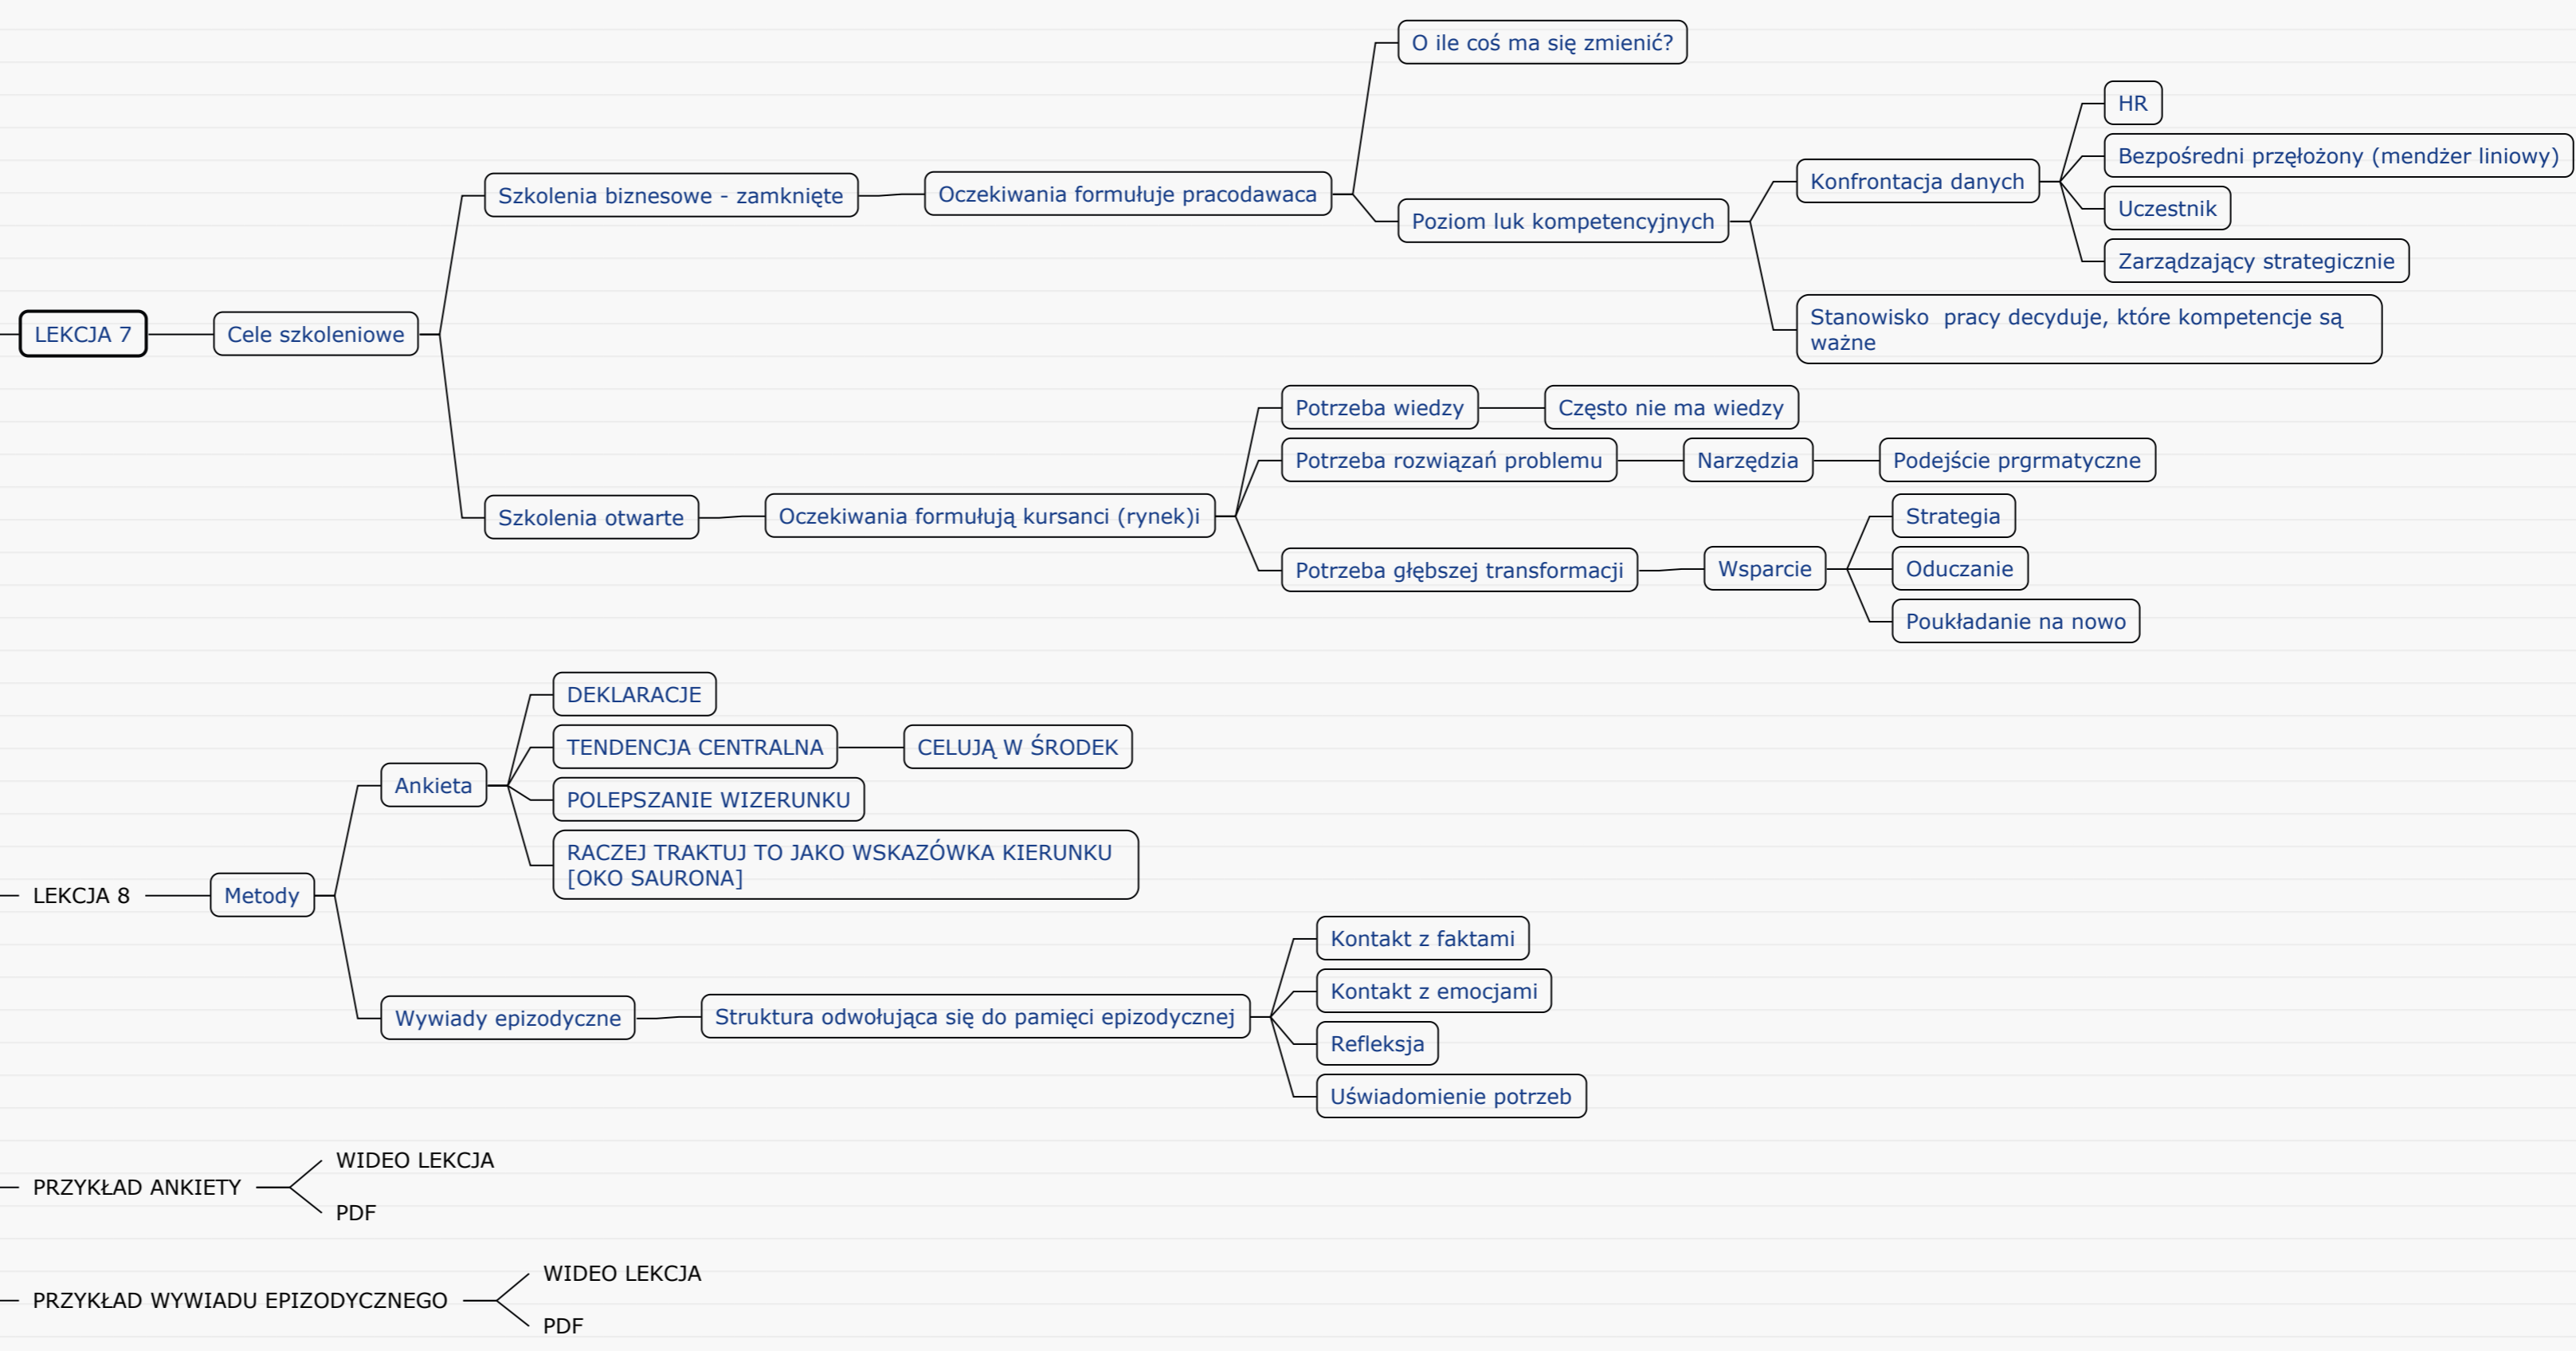 O ile coś ma się zmienić?
HR
Bezpośredni przęłożony (mendżer liniowy)
Szkolenia biznesowe - zamknięte
Oczekiwania formułuje pracodawaca
Poziom luk kompetencyjnych
Konfrontacja danych
Uczestnik
Zarządzający strategicznie
Stanowisko  pracy decyduje, które kompetencje są
ważne
LEKCJA 7
Cele szkoleniowe
Potrzeba wiedzy
Często nie ma wiedzy
Potrzeba rozwiązań problemu
Narzędzia
Podejście prgrmatyczne
Szkolenia otwarte
Oczekiwania formułują kursanci (rynek)i
Potrzeba głębszej transformacji
Wsparcie
Strategia
Oduczanie
Poukładanie na nowo
DEKLARACJE
TENDENCJA CENTRALNA
CELUJĄ W ŚRODEK
Ankieta
POLEPSZANIE WIZERUNKU
RACZEJ TRAKTUJ TO JAKO WSKAZÓWKA KIERUNKU
[OKO SAURONA]
LEKCJA 8
Metody
Wywiady epizodyczne
Struktura odwołująca się do pamięci epizodycznej
Kontakt z faktami
Kontakt z emocjami
Refleksja
Uświadomienie potrzeb
PRZYKŁAD ANKIETY
WIDEO LEKCJA
PDF
PRZYKŁAD WYWIADU EPIZODYCZNEGO
WIDEO LEKCJA
PDF